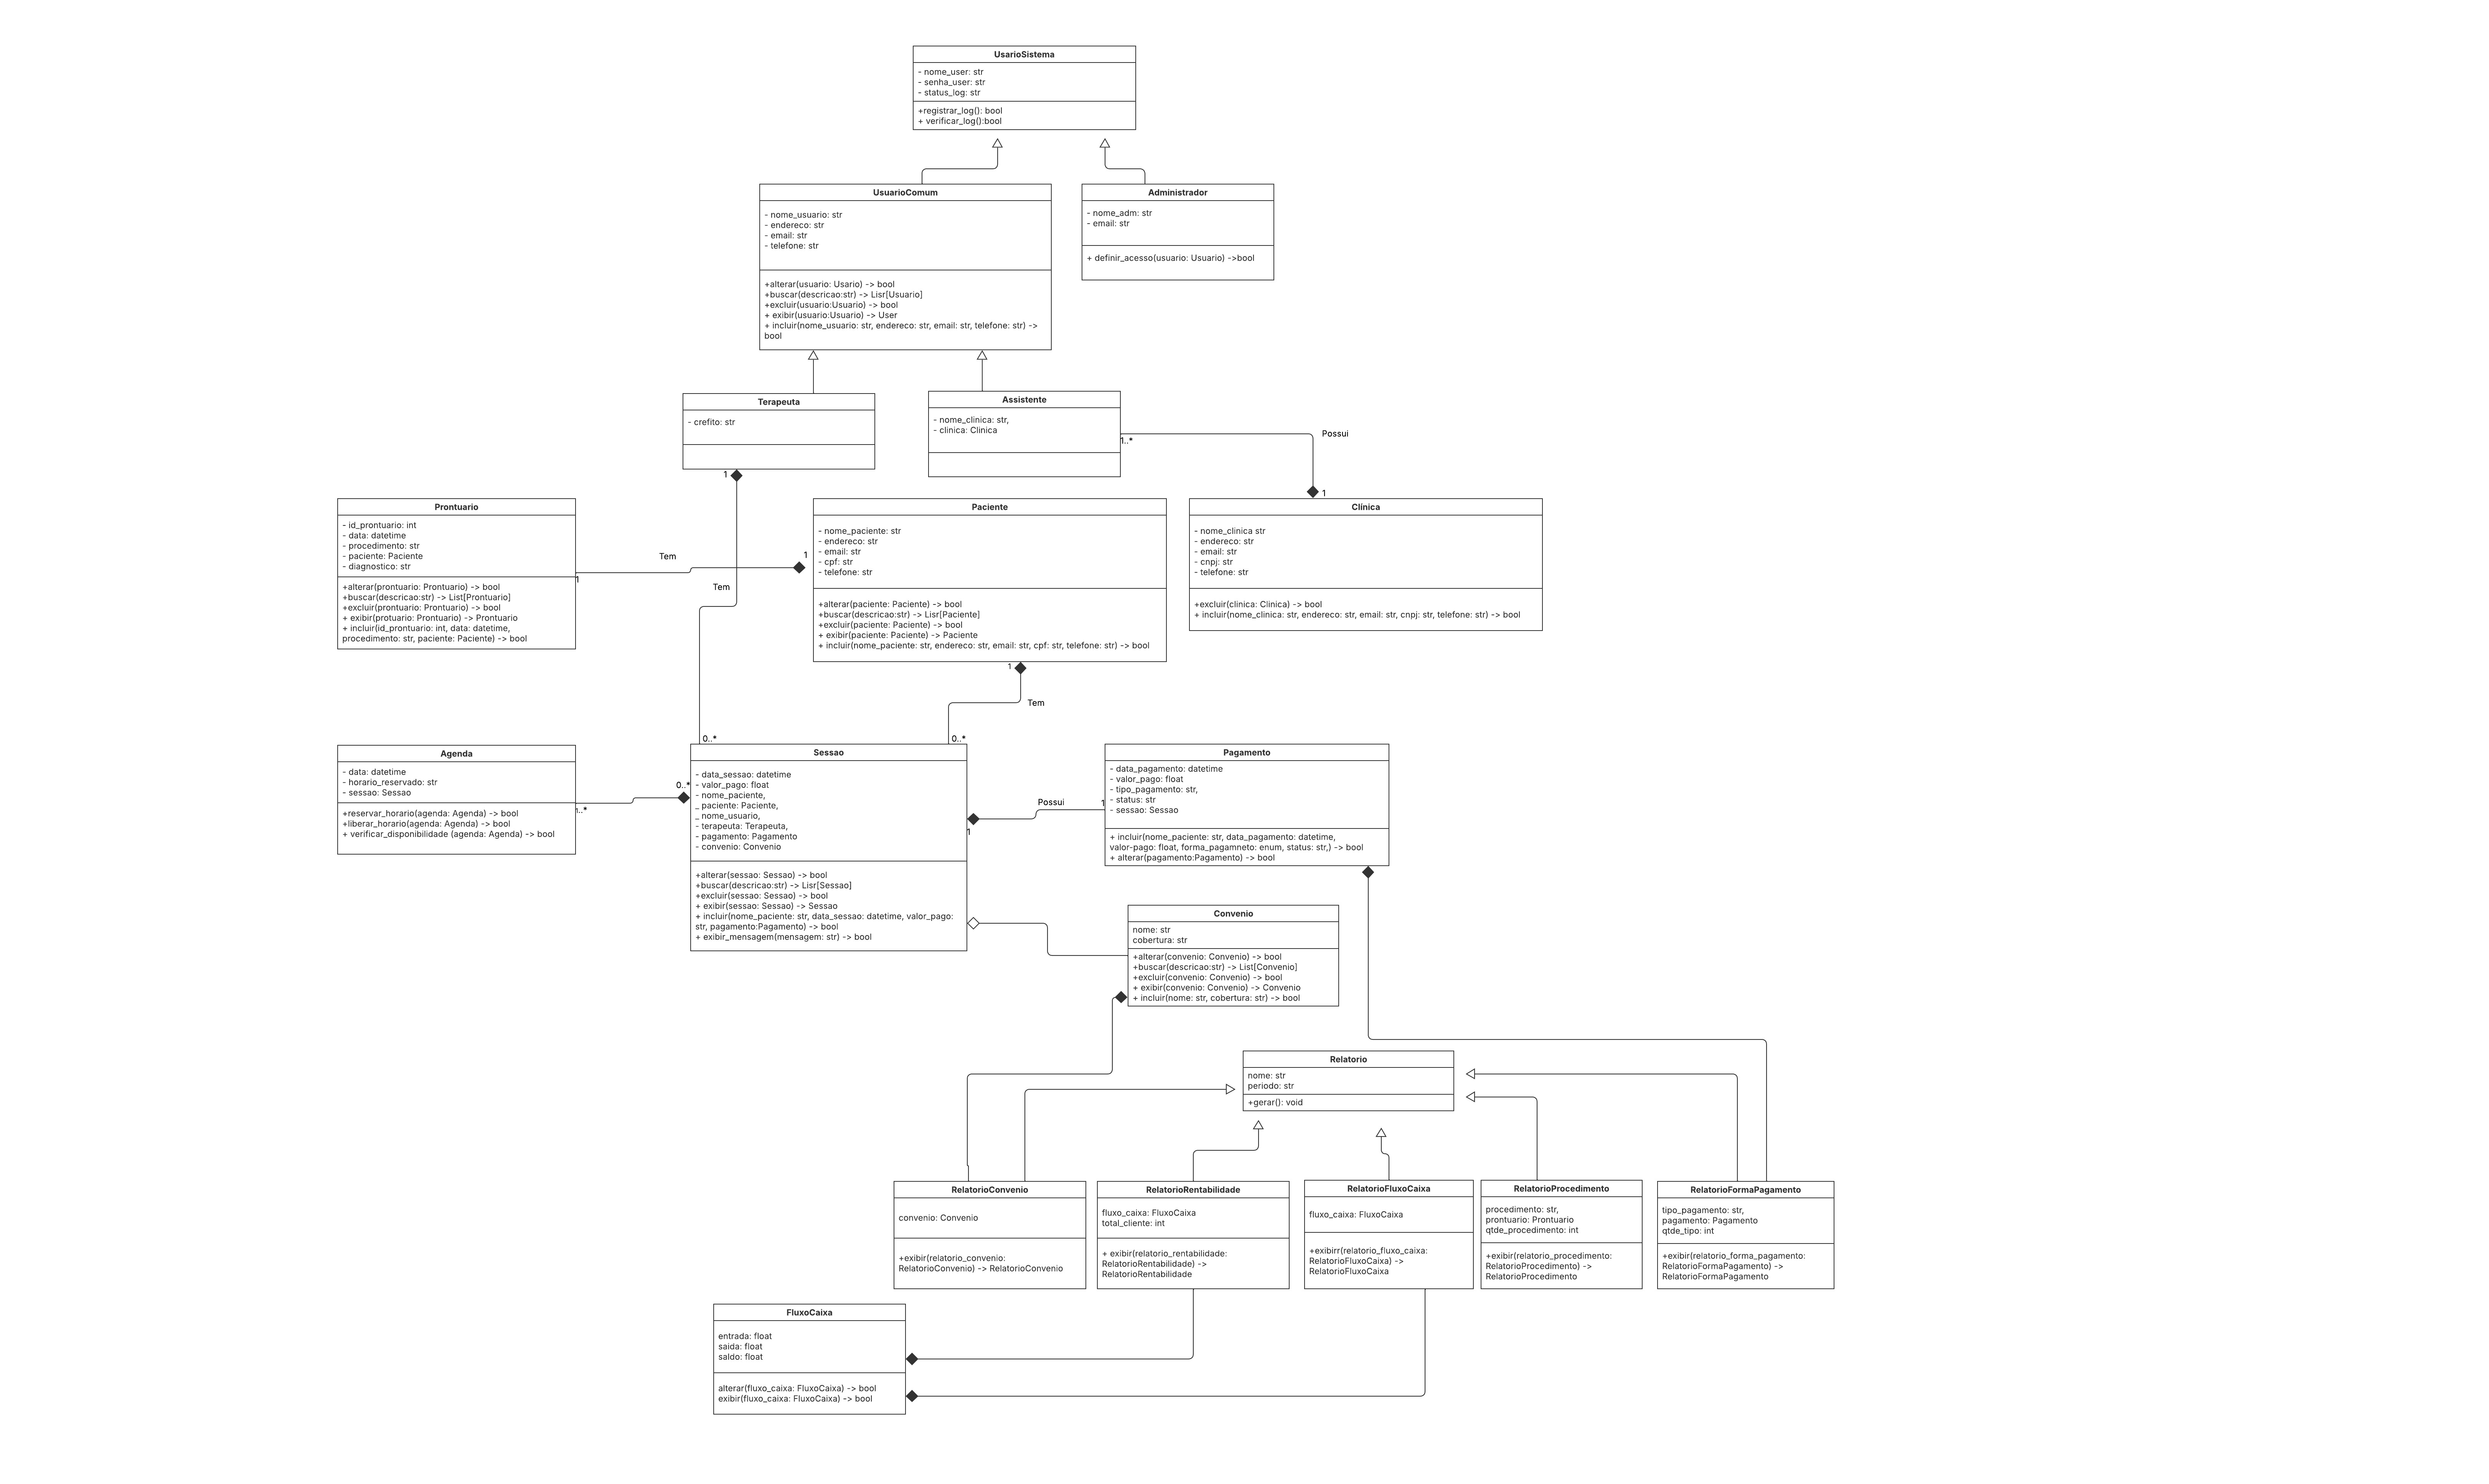 UsarioSistema
- nome_user: str
- senha_user: str
- status_log: str
+registrar_log(): bool
+ verificar_log():bool
UsuarioComum
- nome_usuario: str
- endereco: str
- email: str
- telefone: str
+alterar(usuario: Usario) -> bool
+buscar(descricao:str) -> Lisr[Usuario]
+excluir(usuario:Usuario) -> bool
+ exibir(usuario:Usuario) -> User
+ incluir(nome_usuario: str, endereco: str, email: str, telefone: str) ->
bool
Administrador
- nome_adm: str
- email: str
+ definir_acesso(usuario: Usuario) ->bool
Terapeuta
- crefito: str
1
Assistente
- nome_clinica: str,
- clinica: Clinica
1..*
Possui
1
Prontuario
- id_prontuario: int
- data: datetime
- procedimento: str
- paciente: Paciente
- diagnostico: str
+alterar(prontuario: Prontuario) -> bool
+buscar(descricao:str) -> List[Prontuario]
+excluir(prontuario: Prontuario) -> bool
+ exibir(protuario: Prontuario) -> Prontuario
+ incluir(id_prontuario: int, data: datetime,
procedimento: str, paciente: Paciente) -> bool
1
Tem
1
Tem
Paciente
- nome_paciente: str
- endereco: str
- email: str
- cpf: str
- telefone: str
+alterar(paciente: Paciente) -> bool
+buscar(descricao:str) -> Lisr[Paciente]
+excluir(paciente: Paciente) -> bool
+ exibir(paciente: Paciente) -> Paciente
+ incluir(nome_paciente: str, endereco: str, email: str, cpf: str, telefone: str) -> bool
1
Tem
Clínica
- nome_clinica str
- endereco: str
- email: str
- cnpj: str
- telefone: str
+excluir(clinica: Clinica) -> bool
+ incluir(nome_clinica: str, endereco: str, email: str, cnpj: str, telefone: str) -> bool
0..*
0..*
Agenda
- data: datetime
- horario_reservado: str
- sessao: Sessao
+reservar_horario(agenda: Agenda) -> bool
+liberar_horario(agenda: Agenda) -> bool
+ verificar_disponibilidade (agenda: Agenda) -> bool
1..*
0..*
Sessao
- data_sessao: datetime
- valor_pago: float
- nome_paciente,
_ paciente: Paciente,
_ nome_usuario,
- terapeuta: Terapeuta,
- pagamento: Pagamento
- convenio: Convenio
+alterar(sessao: Sessao) -> bool
+buscar(descricao:str) -> Lisr[Sessao]
+excluir(sessao: Sessao) -> bool
+ exibir(sessao: Sessao) -> Sessao
+ incluir(nome_paciente: str, data_sessao: datetime, valor_pago:
str, pagamento:Pagamento) -> bool
+ exibir_mensagem(mensagem: str) -> bool
1
Possui
1
Pagamento
- data_pagamento: datetime
- valor_pago: float
- tipo_pagamento: str,
- status: str
- sessao: Sessao
+ incluir(nome_paciente: str, data_pagamento: datetime,
valor-pago: float, forma_pagamneto: enum, status: str,) -> bool
+ alterar(pagamento:Pagamento) -> bool
Convenio
nome: str
cobertura: str
+alterar(convenio: Convenio) -> bool
+buscar(descricao:str) -> List[Convenio]
+excluir(convenio: Convenio) -> bool
+ exibir(convenio: Convenio) -> Convenio
+ incluir(nome: str, cobertura: str) -> bool
Relatorio
nome: str
periodo: str
+gerar(): void
RelatorioConvenio
convenio: Convenio
+exibir(relatorio_convenio:
RelatorioConvenio) -> RelatorioConvenio
RelatorioRentabilidade
fluxo_caixa: FluxoCaixa
total_cliente: int
+ exibir(relatorio_rentabilidade:
RelatorioRentabilidade) ->
RelatorioRentabilidade
RelatorioFluxoCaixa
fluxo_caixa: FluxoCaixa
+exibirr(relatorio_fluxo_caixa:
RelatorioFluxoCaixa) ->
RelatorioFluxoCaixa
RelatorioProcedimento
procedimento: str,
prontuario: Prontuario
qtde_procedimento: int
+exibir(relatorio_procedimento:
RelatorioProcedimento) ->
RelatorioProcedimento
RelatorioFormaPagamento
tipo_pagamento: str,
pagamento: Pagamento
qtde_tipo: int
+exibir(relatorio_forma_pagamento:
RelatorioFormaPagamento) ->
RelatorioFormaPagamento
FluxoCaixa
entrada: float
saida: float
saldo: float
alterar(fluxo_caixa: FluxoCaixa) -> bool
exibir(fluxo_caixa: FluxoCaixa) -> bool